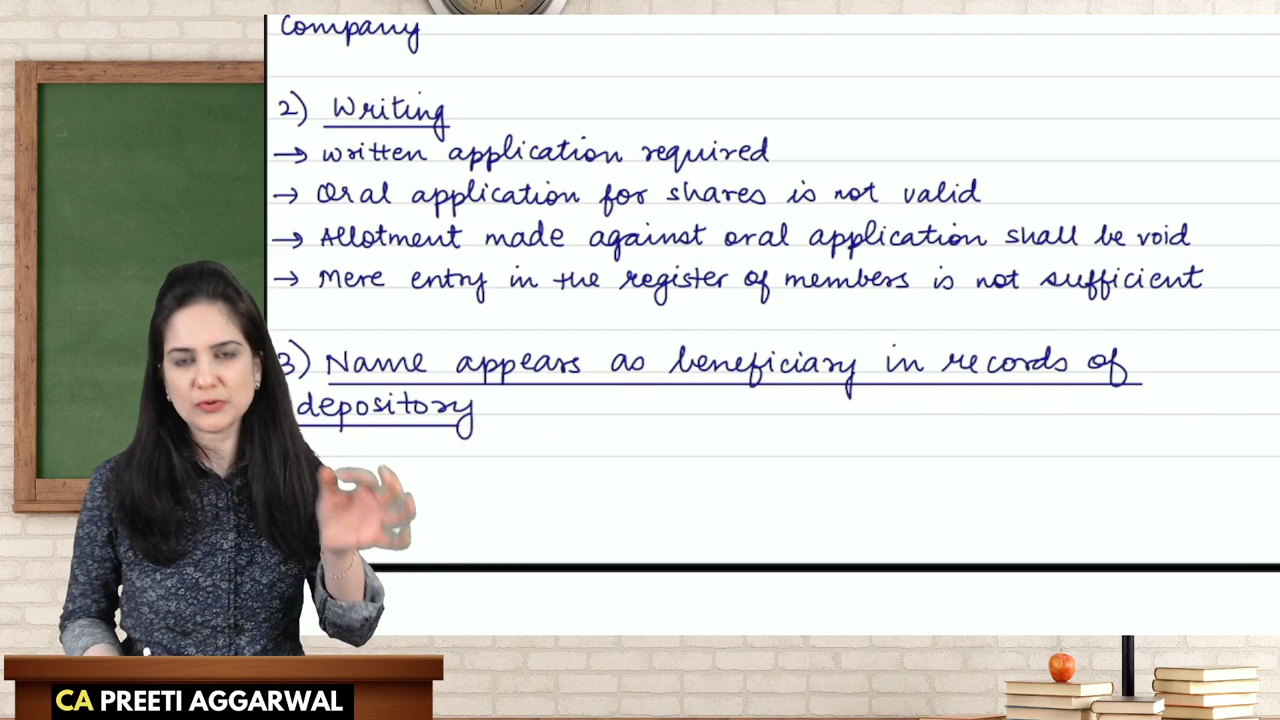 Company
2) Writing
→ written application required
→ Oral application for shares is not valid
→ Allotment made against oral application shall be void
→ Mere entry in the register of members is not sufficient
3) Name appears as beneficiary in records of
depository
CA PREETI AGGARWAL